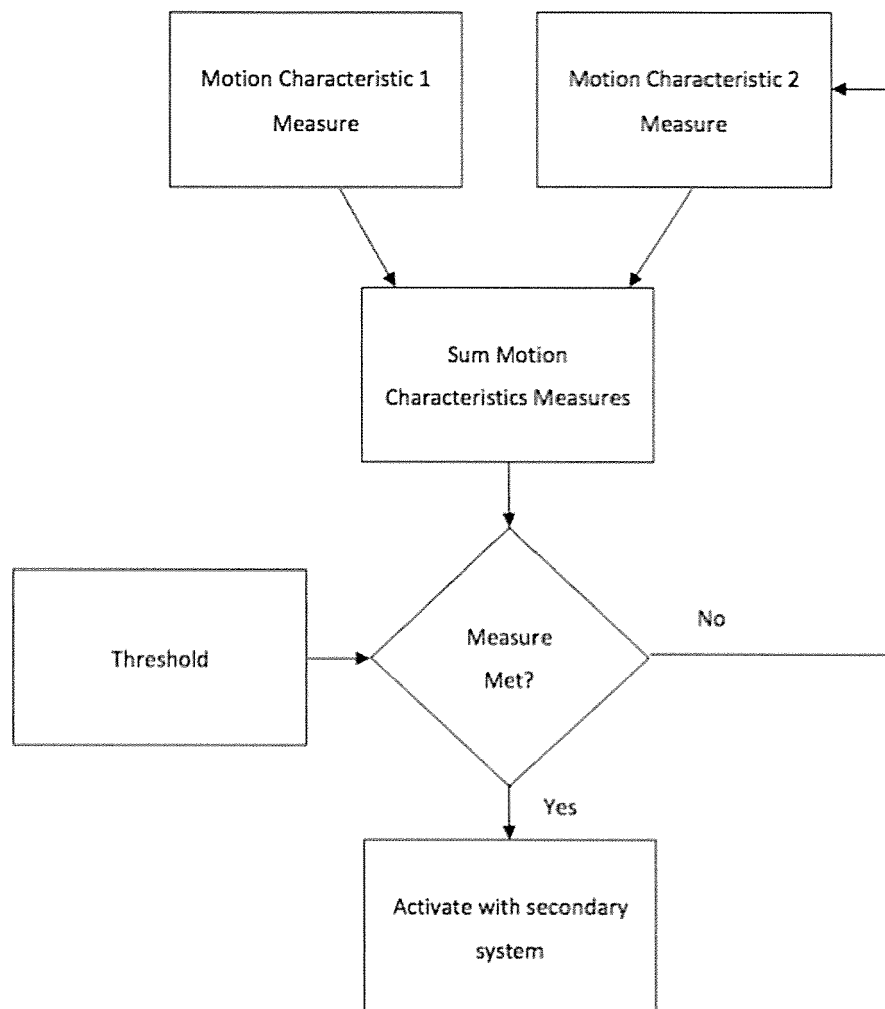 Motion Characteristic 1
Measure
Motion Characteristic 2
Measure
Sum Motion
Characteristics Measures
Threshold
Measure
Met?
No
Yes
Activate with secondary
system